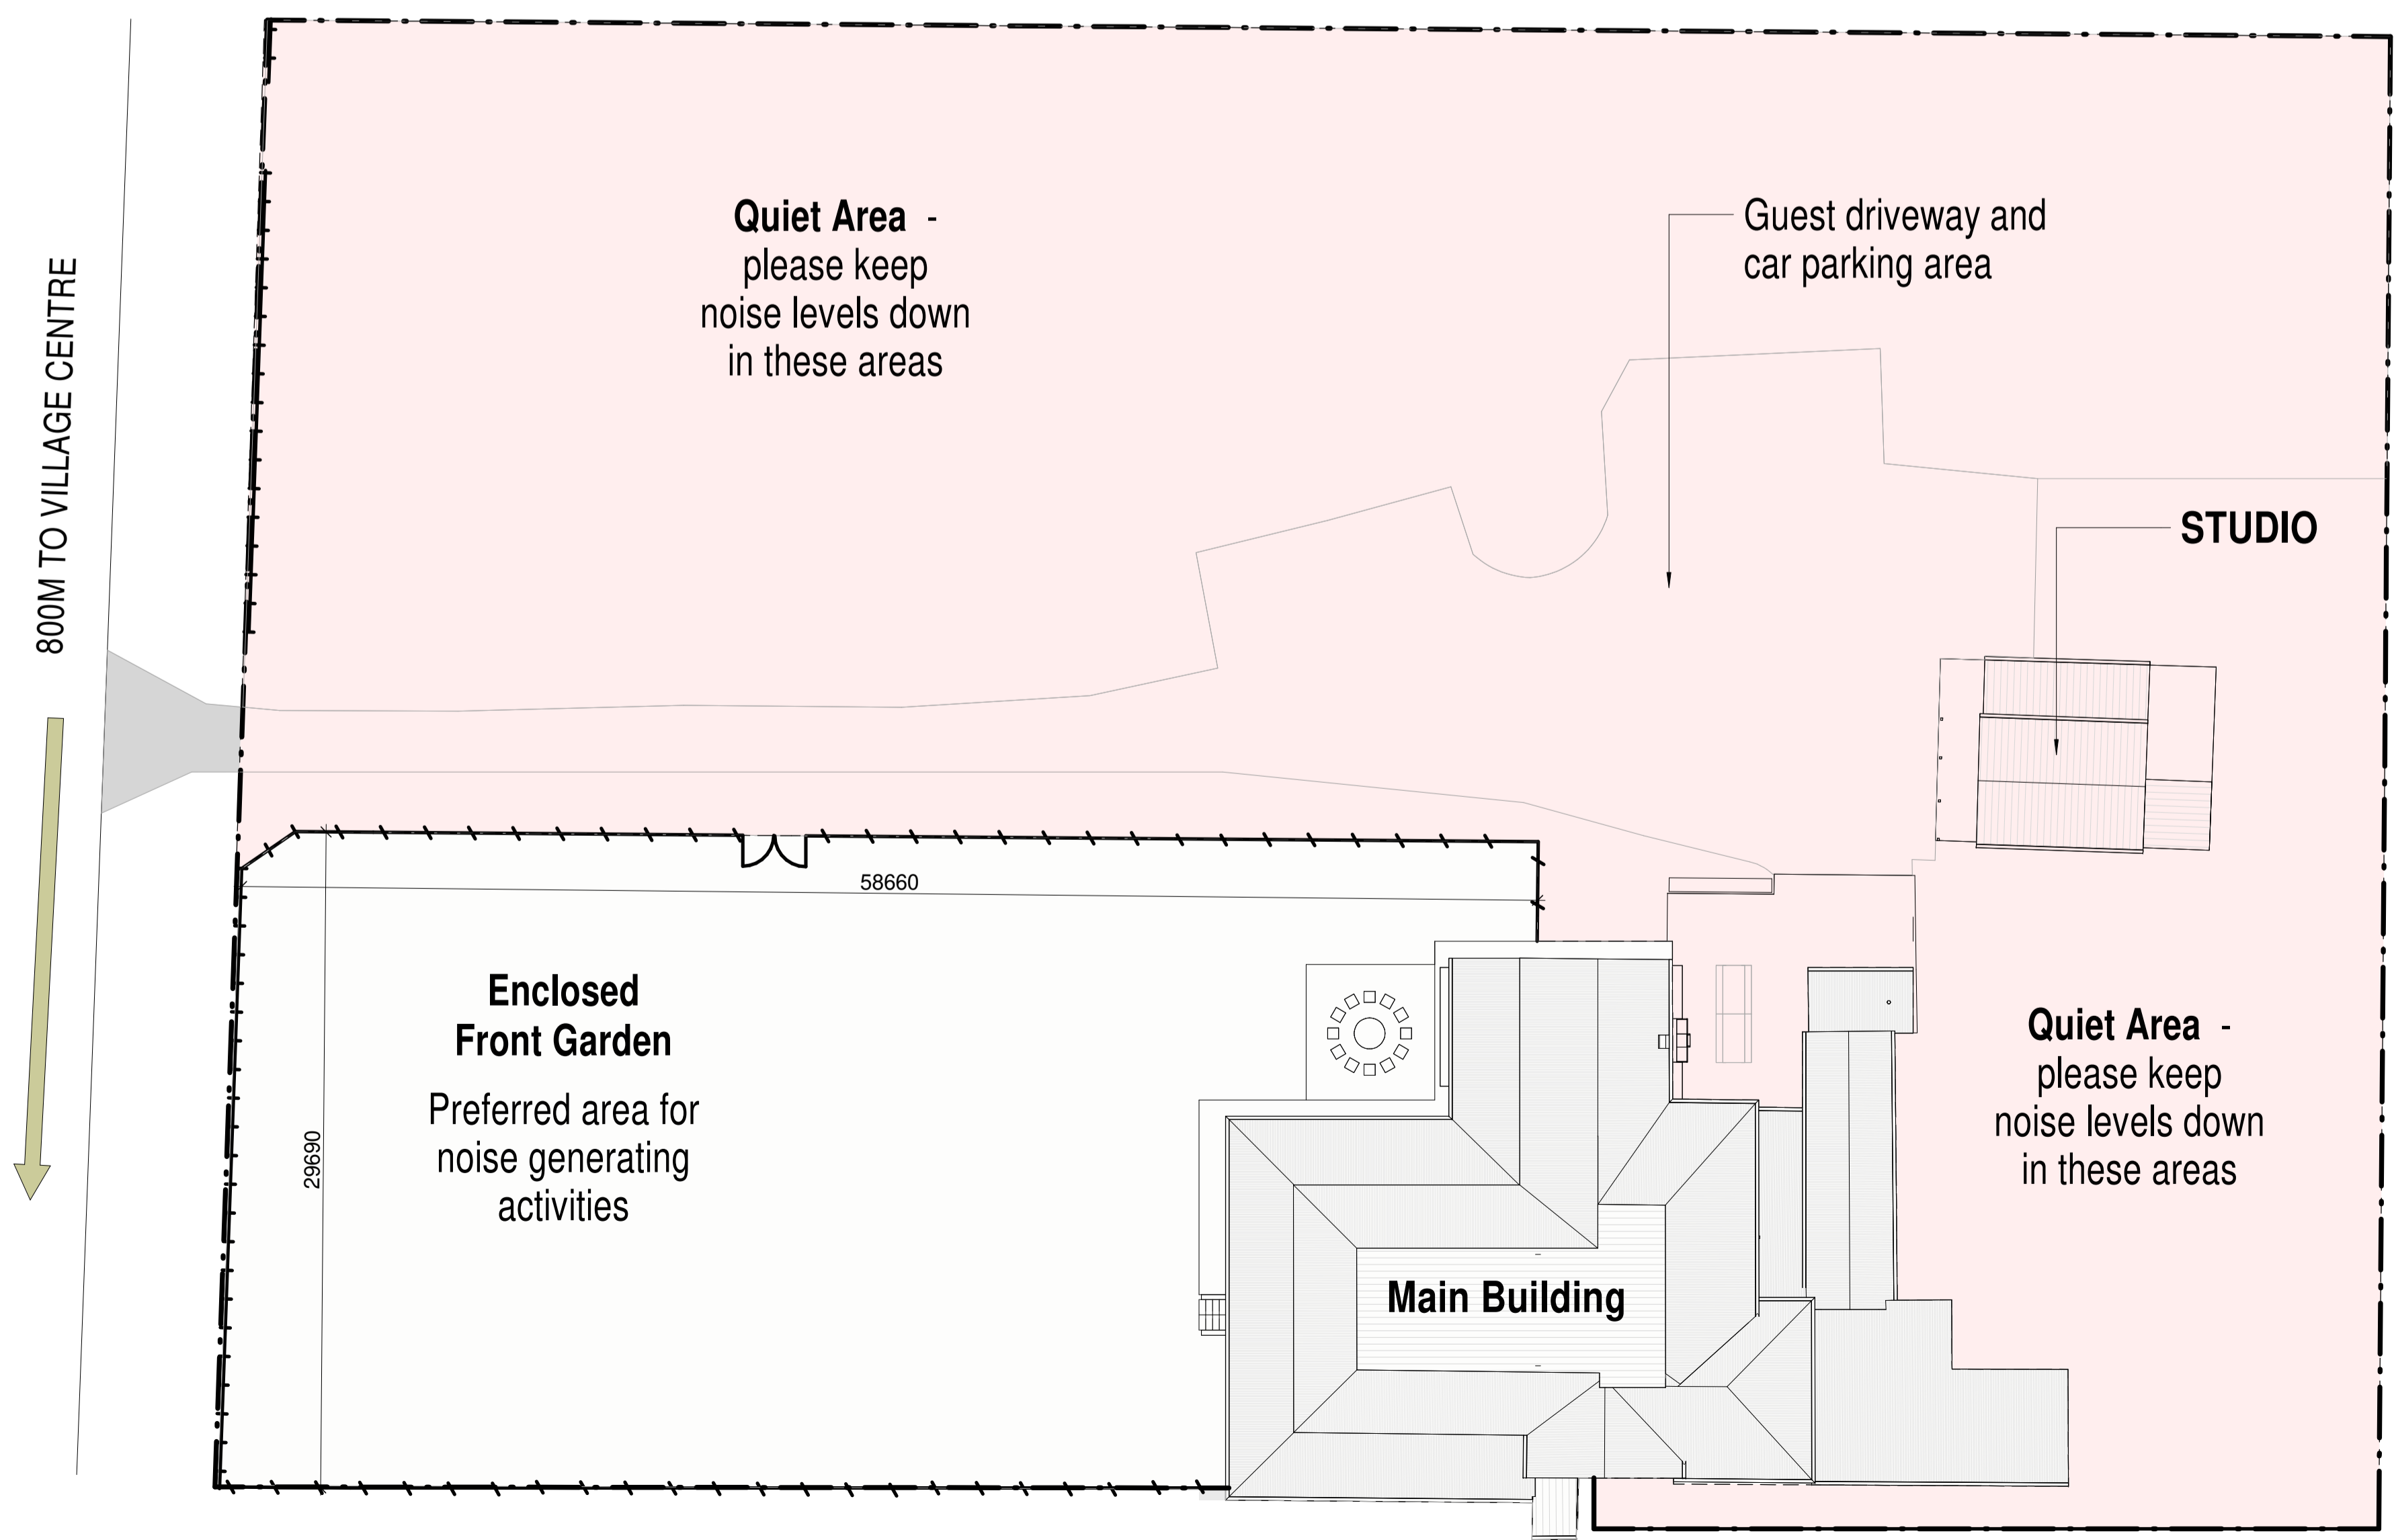 800M TO VILLAGE CENTRE
Quiet Area -
please keep
noise levels down
in these areas
Guest driveway and
car parking area
STUDIO
58660
29690
Enclosed
Front Garden
Preferred area for
noise generating
activities
Main Building
Quiet Area -
please keep
noise levels down
in these areas